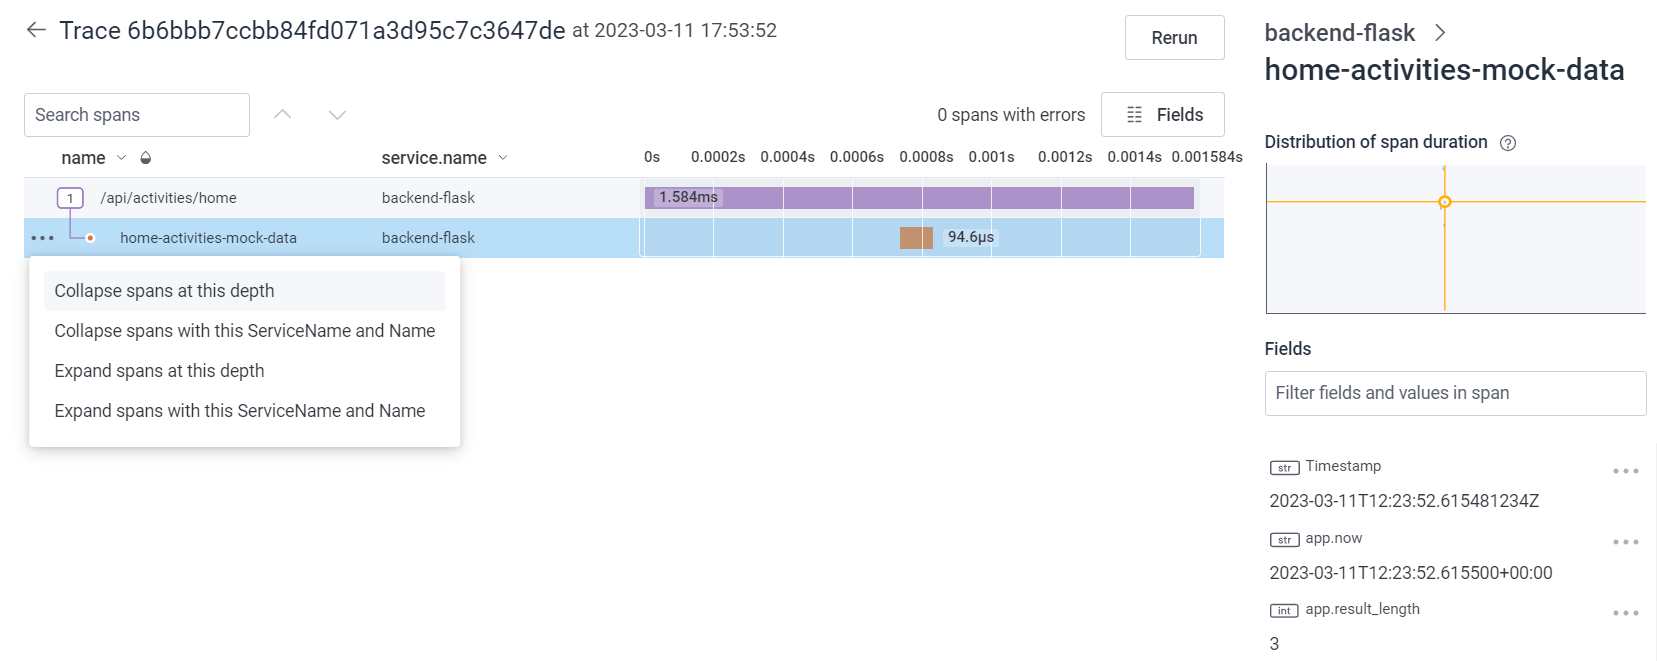 Trace 6b6bbb7ccbb84fd071a3d95c7c3647de at 2023-03-11 17:53:52
Rerun
Search spans
0 spans with errors
Fields
name
service.name
0s 0.0002s 0.0004s 0.0006s 0.0008s 0.001s 0.0012s 0.0014s 0.001584s
1 /api/activities/home backend-flask 1.584ms
home-activities-mock-data backend-flask 94.6µs
Collapse spans at this depth
Collapse spans with this ServiceName and Name
Expand spans at this depth
Expand spans with this ServiceName and Name
backend-flask
home-activities-mock-data
Distribution of span duration ?
Fields
Filter fields and values in span
str Timestamp
2023-03-11T12:23:52.615481234Z
str app.now
2023-03-11T12:23:52.615500+00:00
int app.result_length
3